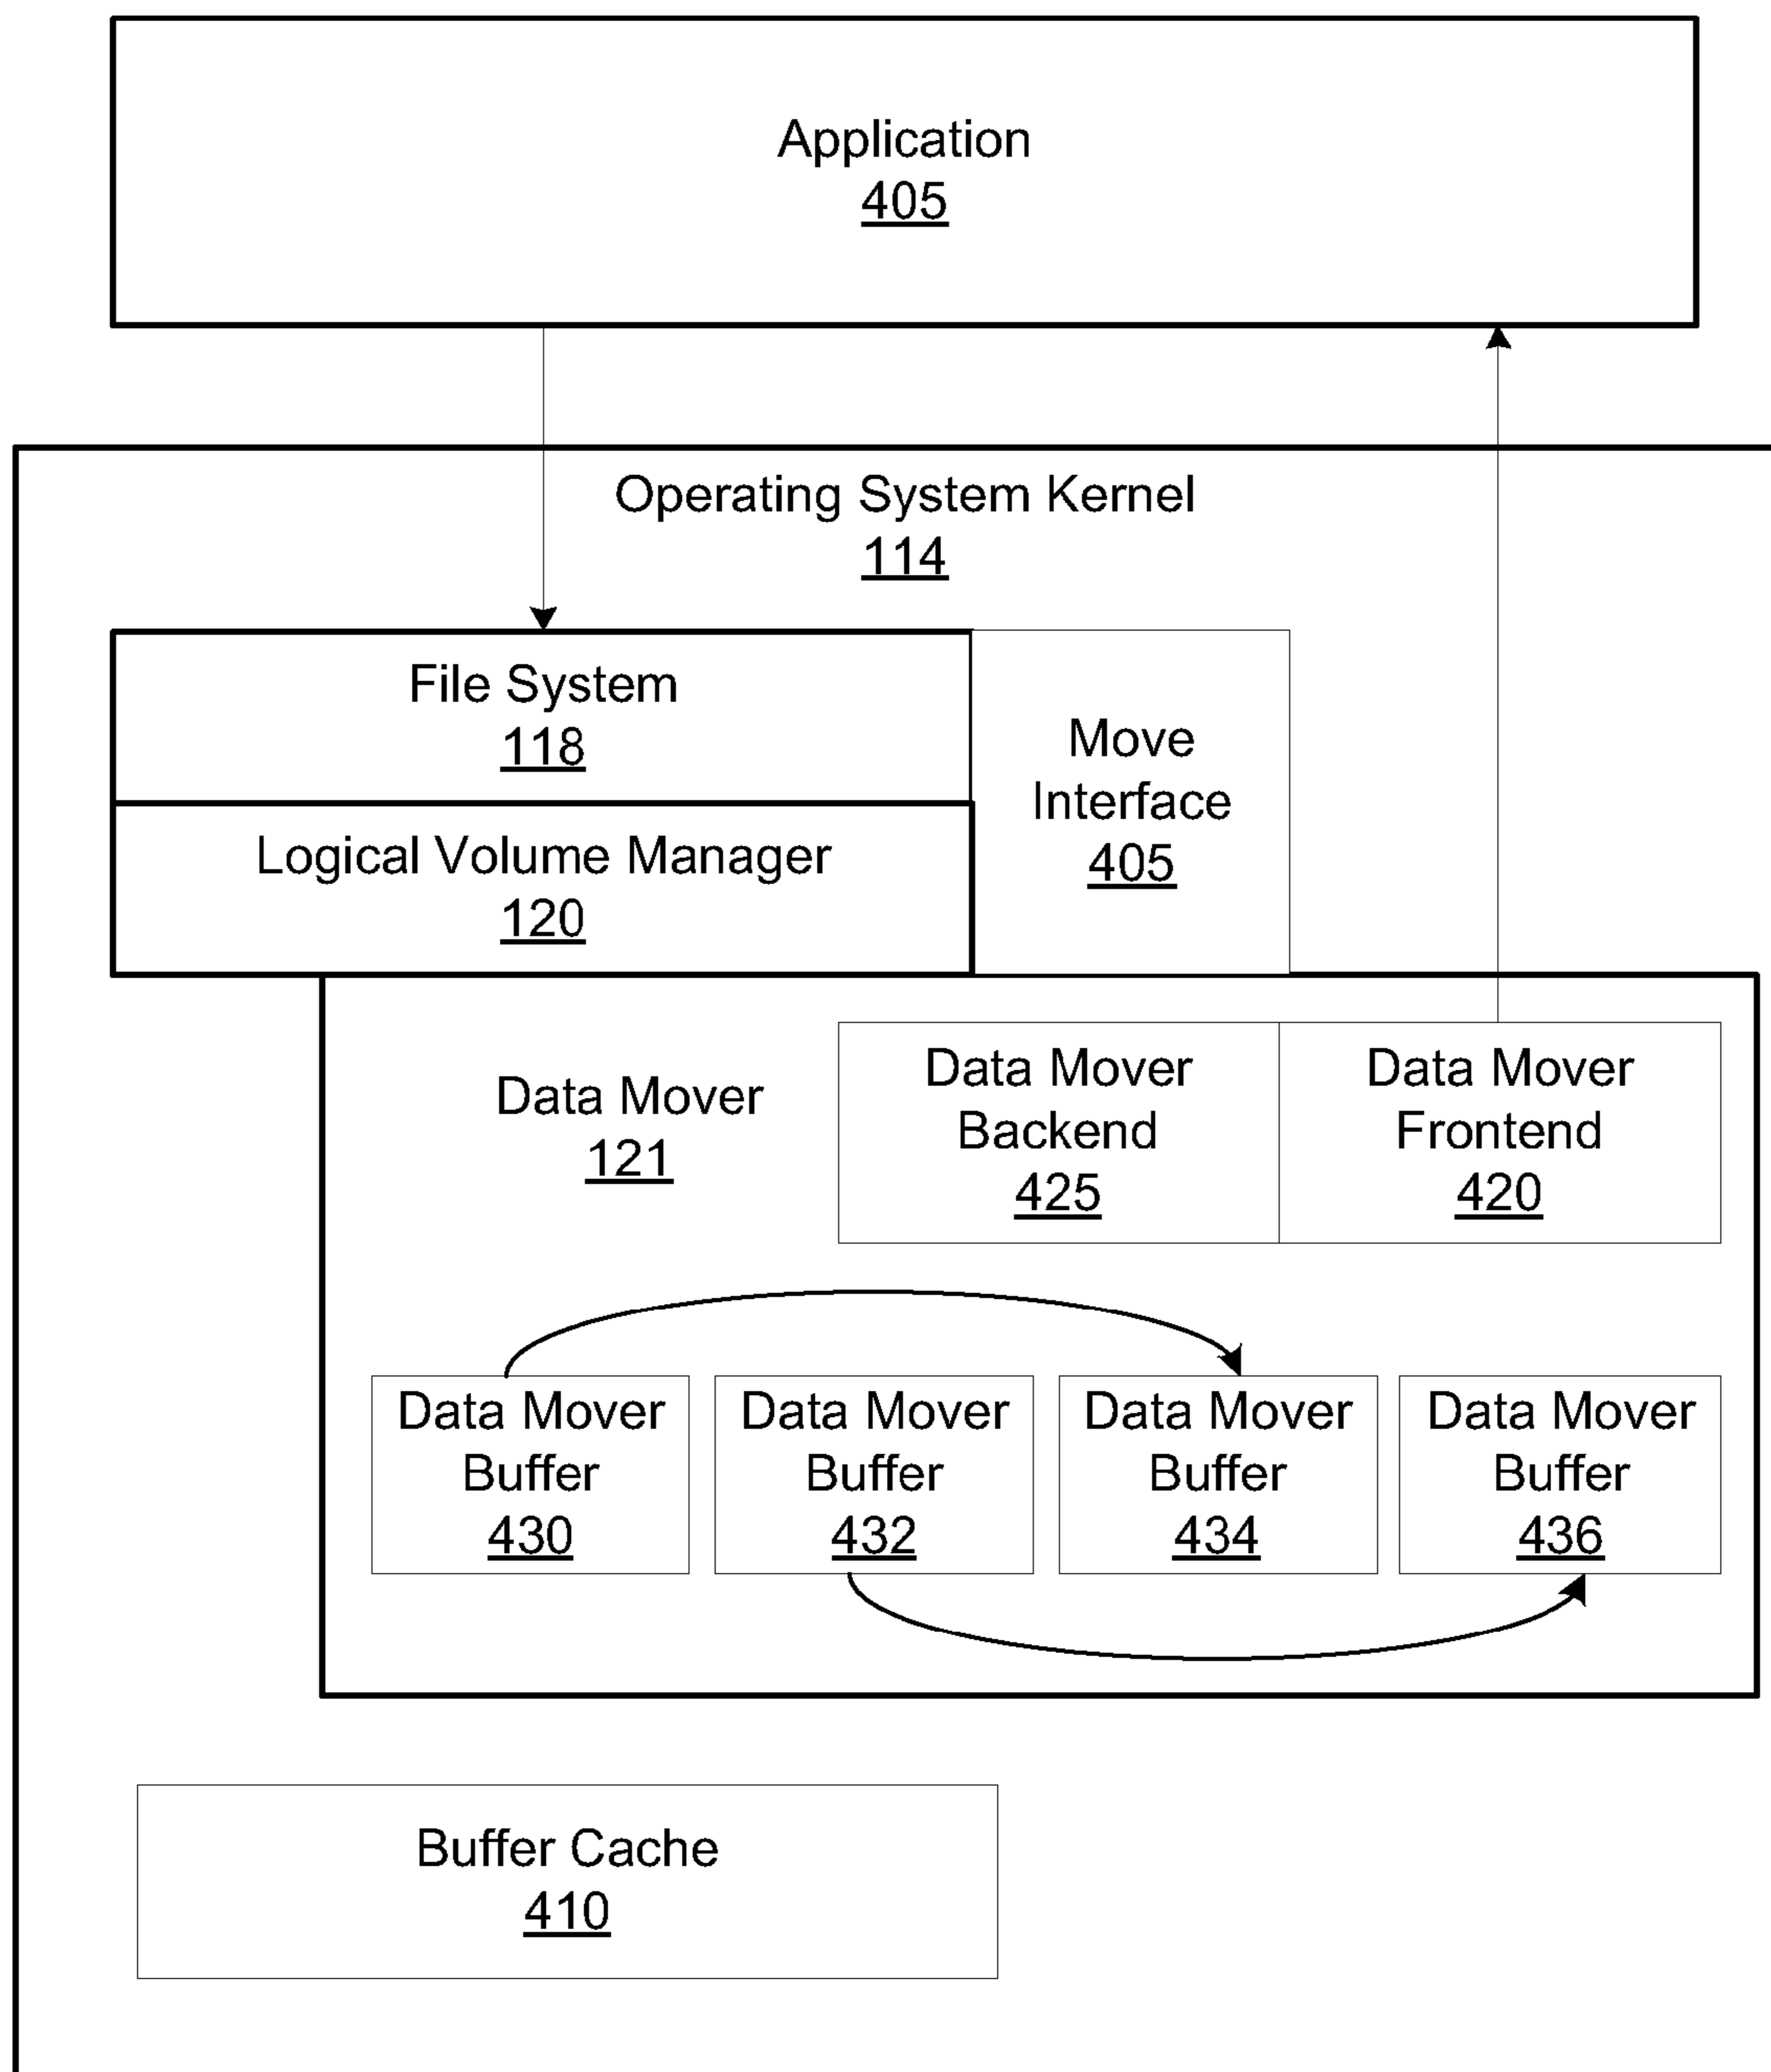 Application
405
Operating System Kernel
114
File System
118
Move
Interface
405
Logical Volume Manager
120
Data Mover
121
Data Mover
Backend
425
Data Mover
Frontend
420
Data Mover
Buffer
430
Data Mover
Buffer
432
Data Mover
Buffer
434
Data Mover
Buffer
436
Buffer Cache
410